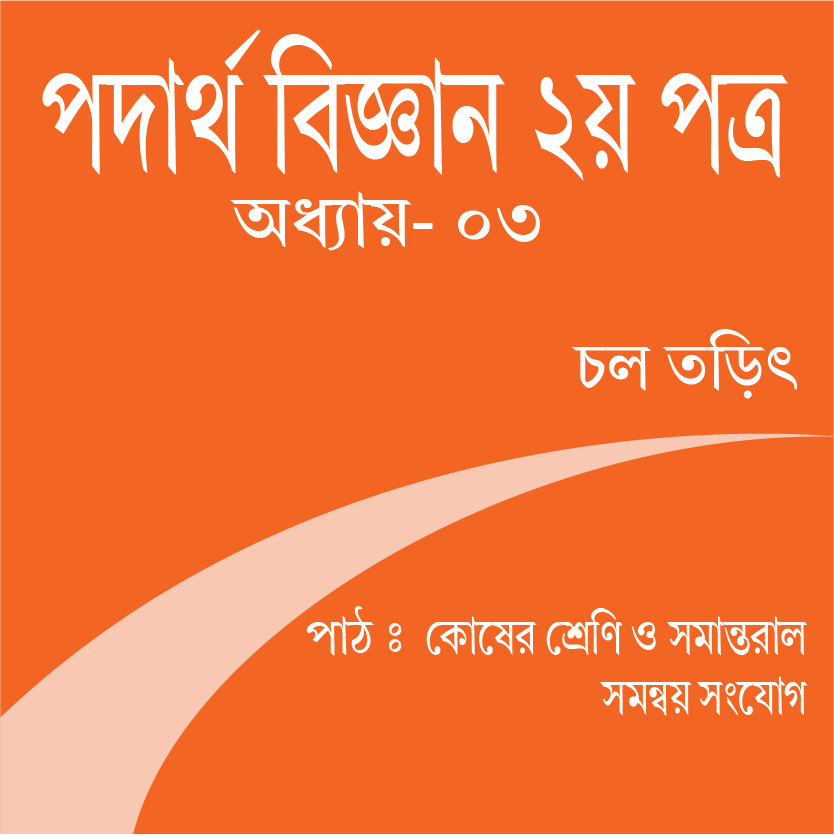 পদার্থ বিজ্ঞান ২য় পত্র
অধ্যায়- ০৩
চল তড়িৎ
পাঠ ঃ কোষের শ্রেণি ও সমান্তরাল
সমন্বয় সংযোগ